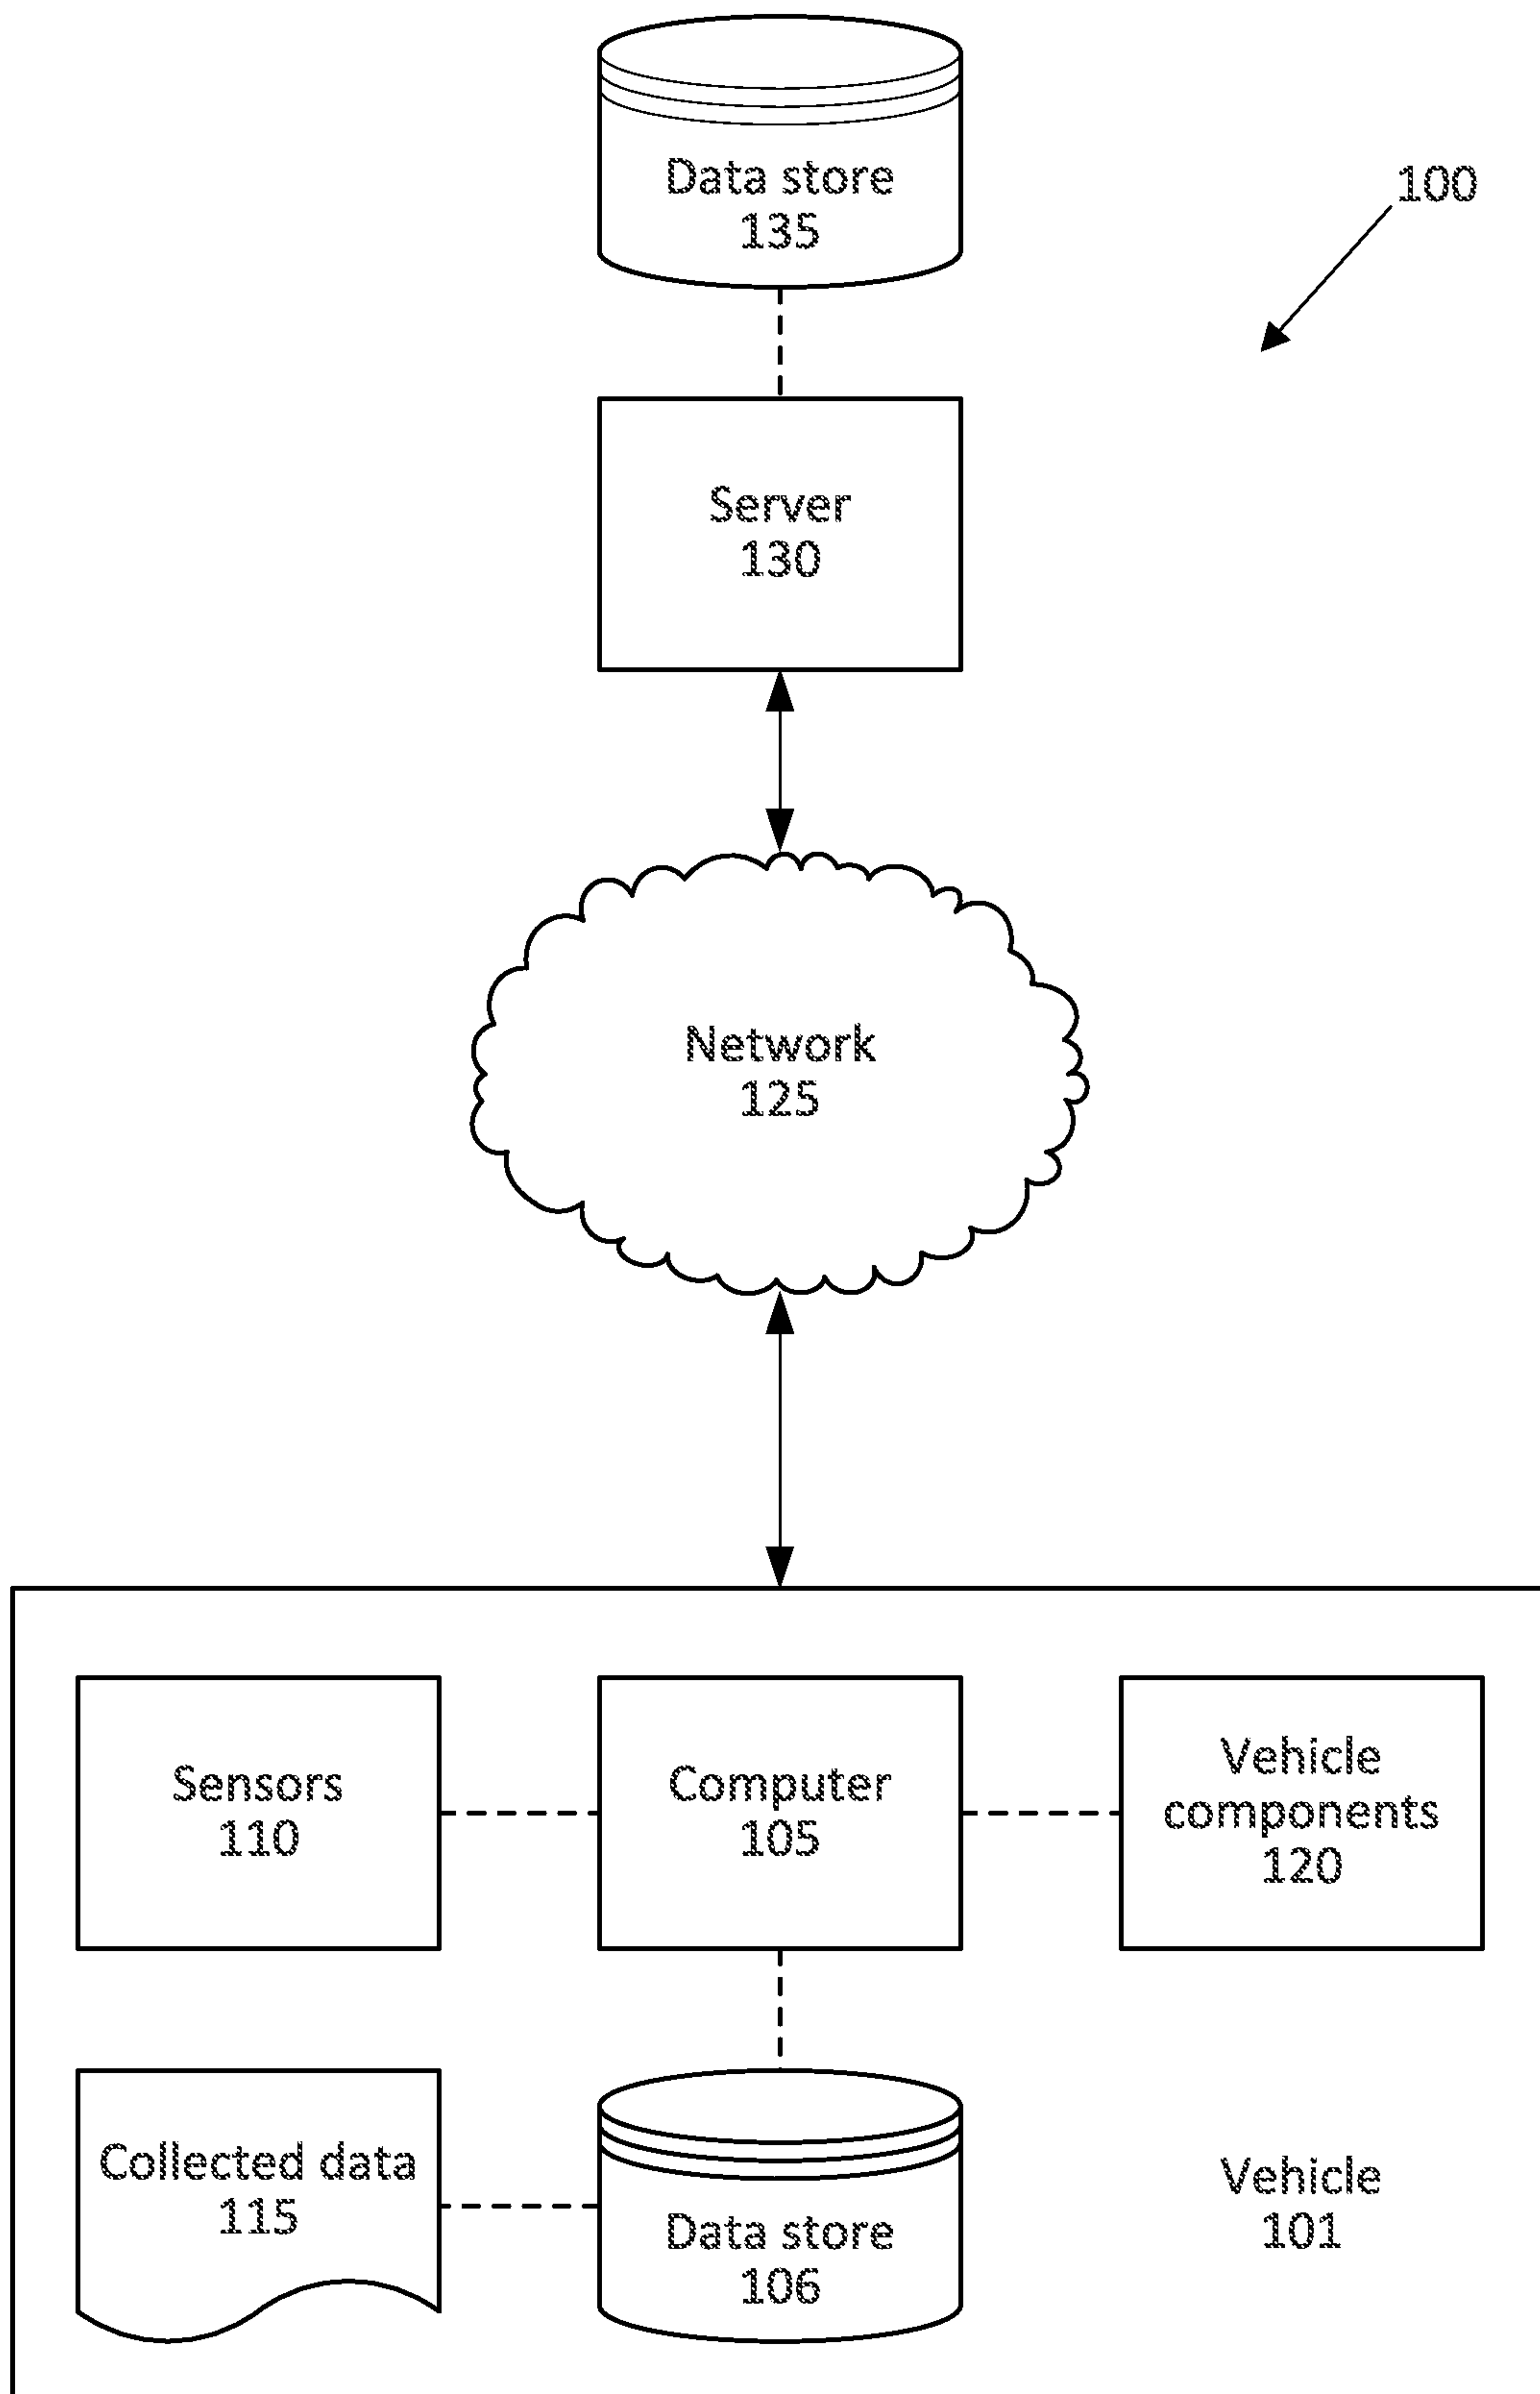 Data store
135
100
Server
130
Network
125
Sensors
110
Computer
105
Vehicle
components
120
Collected data
115
Data store
106
Vehicle
101